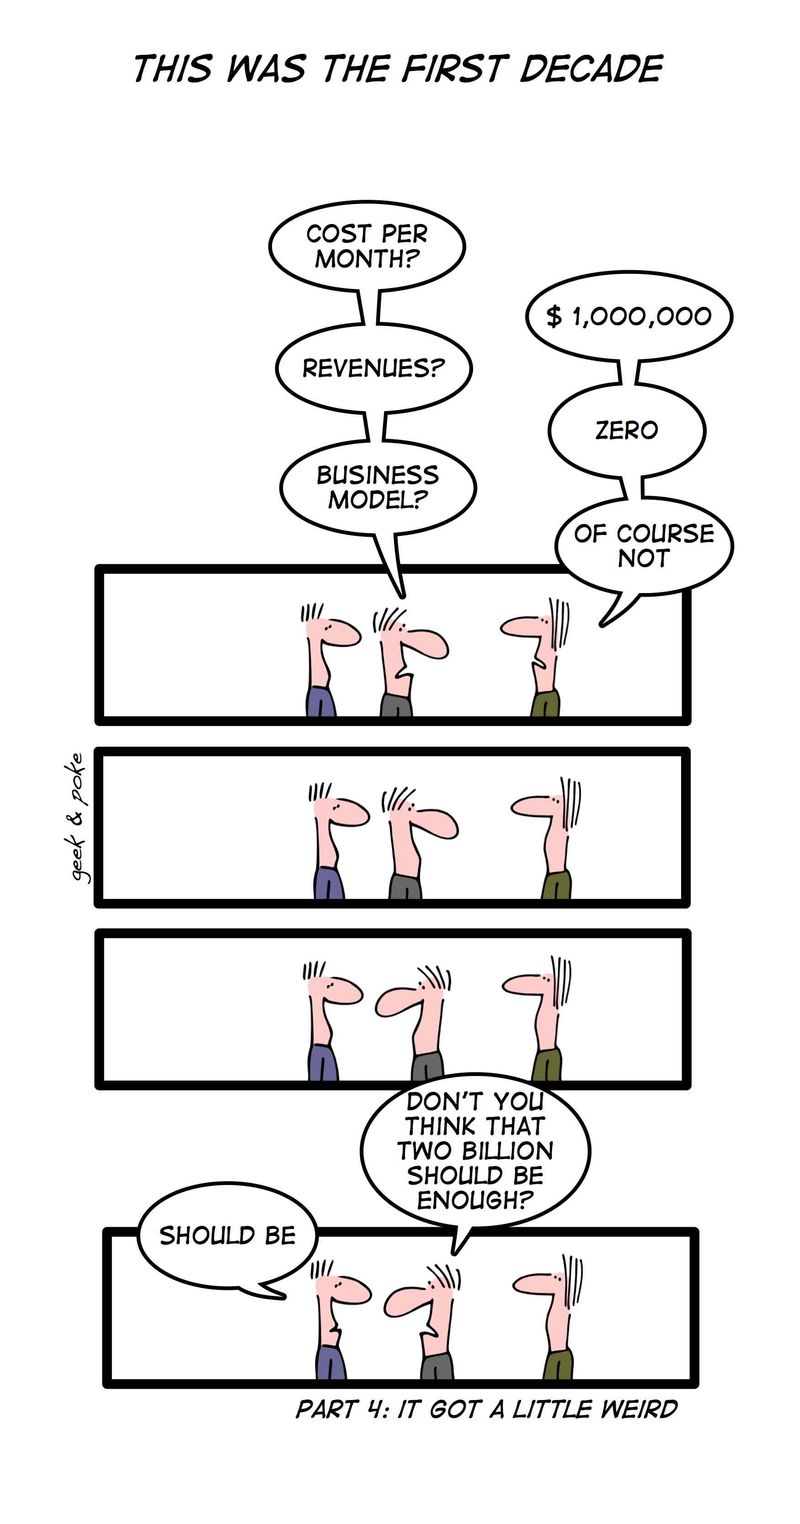 THIS WAS THE FIRST DECADE
COST PER
MONTH?
$ 1,000,000
REVENUES?
ZERO
BUSINESS
MODEL?
OF COURSE
NOT
geek & poke
DON'T YOU
THINK THAT
TWO BILLION
SHOULD BE
ENOUGH?
SHOULD BE
PART 4: IT GOT A LITTLE WEIRD